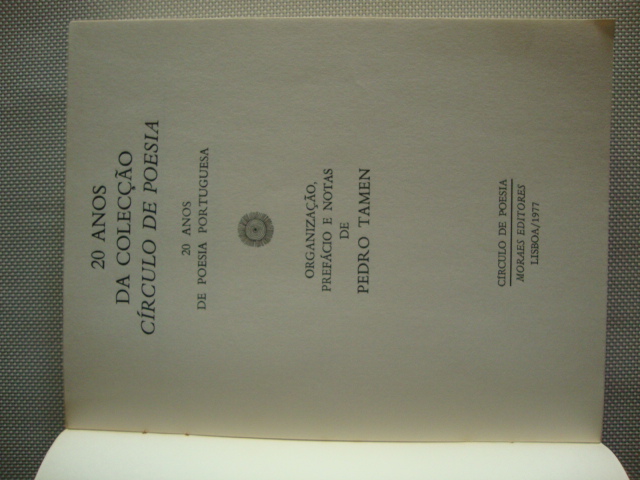 20 ANOS
DA COLECÇÃO
CÍRCULO DE POESIA
20 ANOS
DE POESIA PORTUGUESA
ORGANIZAÇÃO,
PREFÁCIO E NOTAS
DE
PEDRO TAMEN
CÍRCULO DE POESIA
MORAES EDITORES
LISBOA/1977